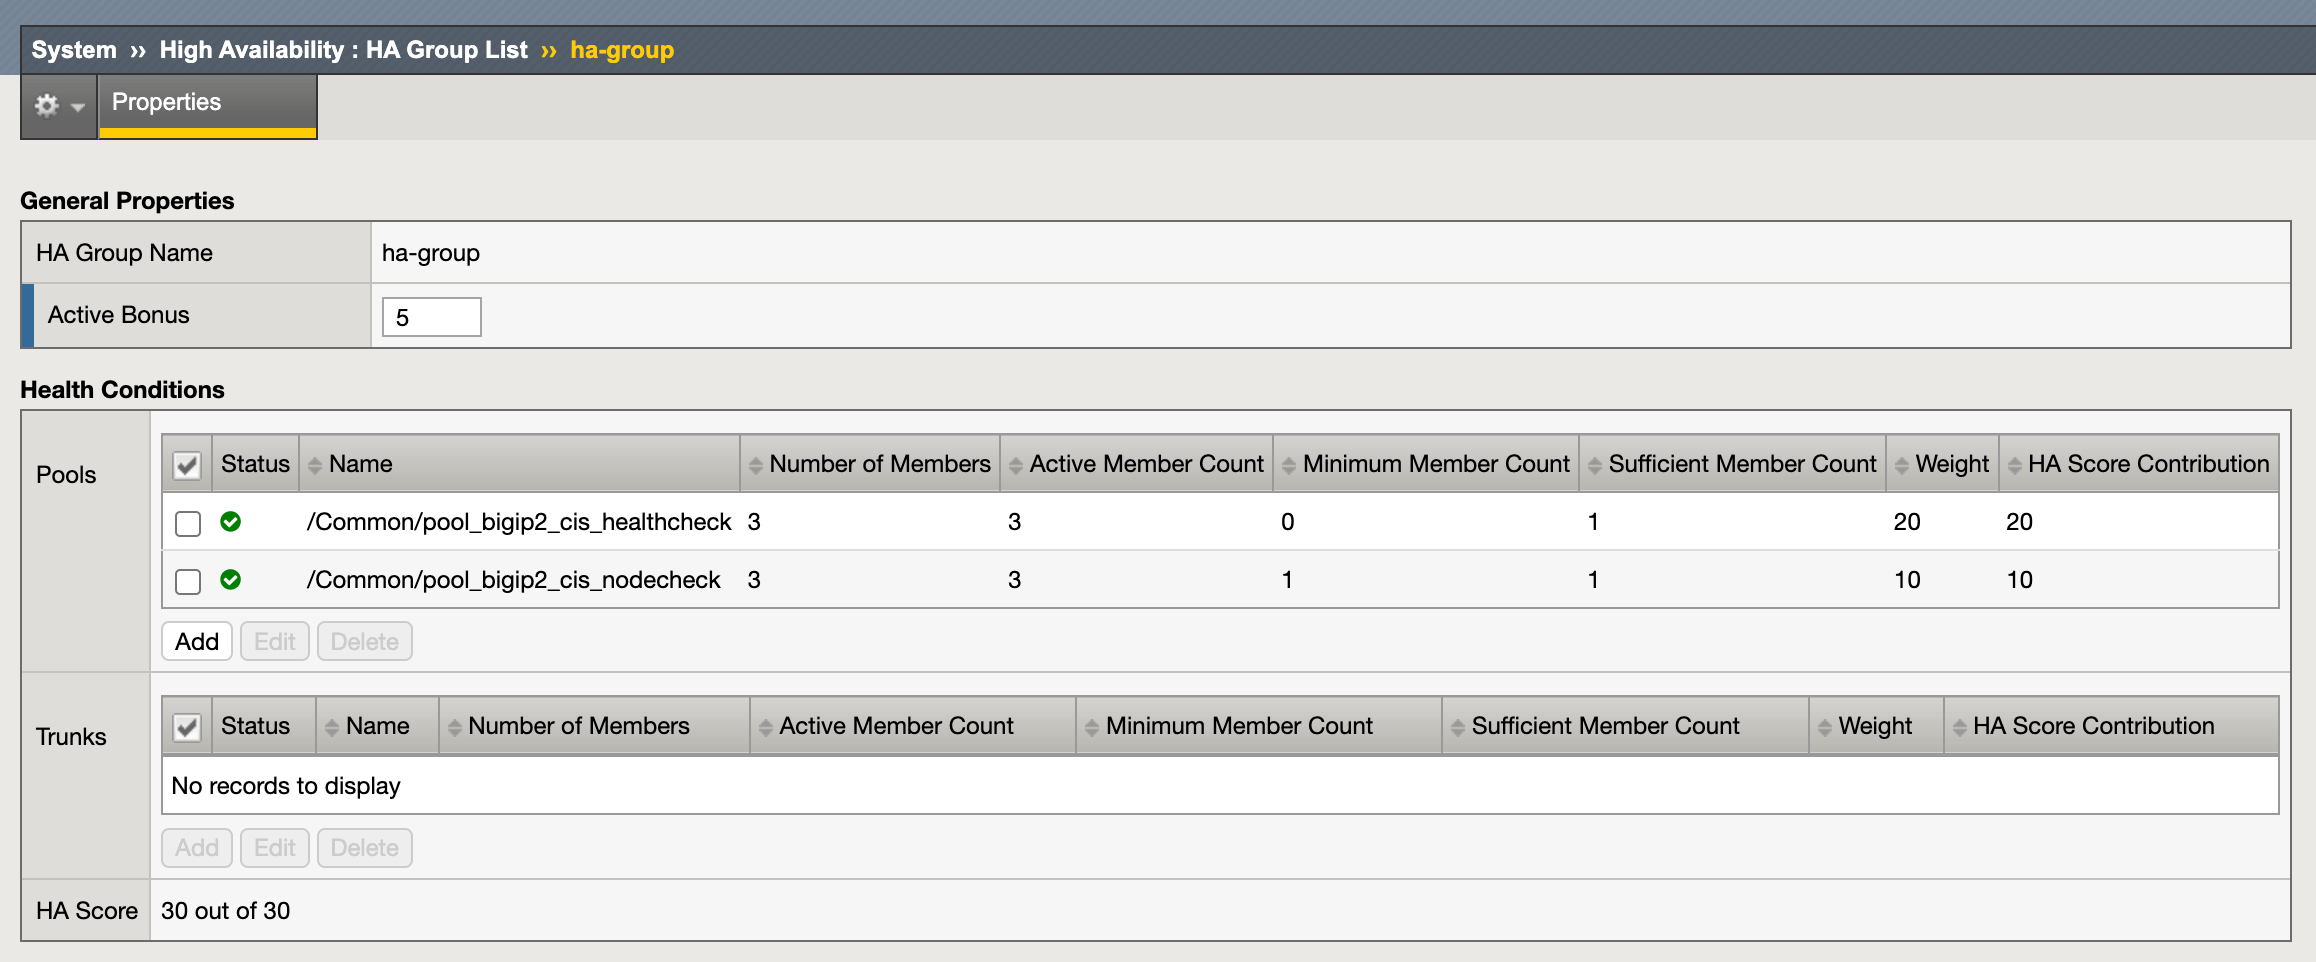 System ›› High Availability : HA Group List ›› ha-group
Properties
General Properties
HA Group Name ha-group
Active Bonus 5
Health Conditions
Pools
Status Name Number of Members Active Member Count Minimum Member Count Sufficient Member Count Weight HA Score Contribution
/Common/pool_bigip2_cis_healthcheck 3 3 0 1 20 20
/Common/pool_bigip2_cis_nodecheck 3 3 1 1 10 10
Add Edit Delete
Trunks
Status Name Number of Members Active Member Count Minimum Member Count Sufficient Member Count Weight HA Score Contribution
No records to display
Add Edit Delete
HA Score 30 out of 30